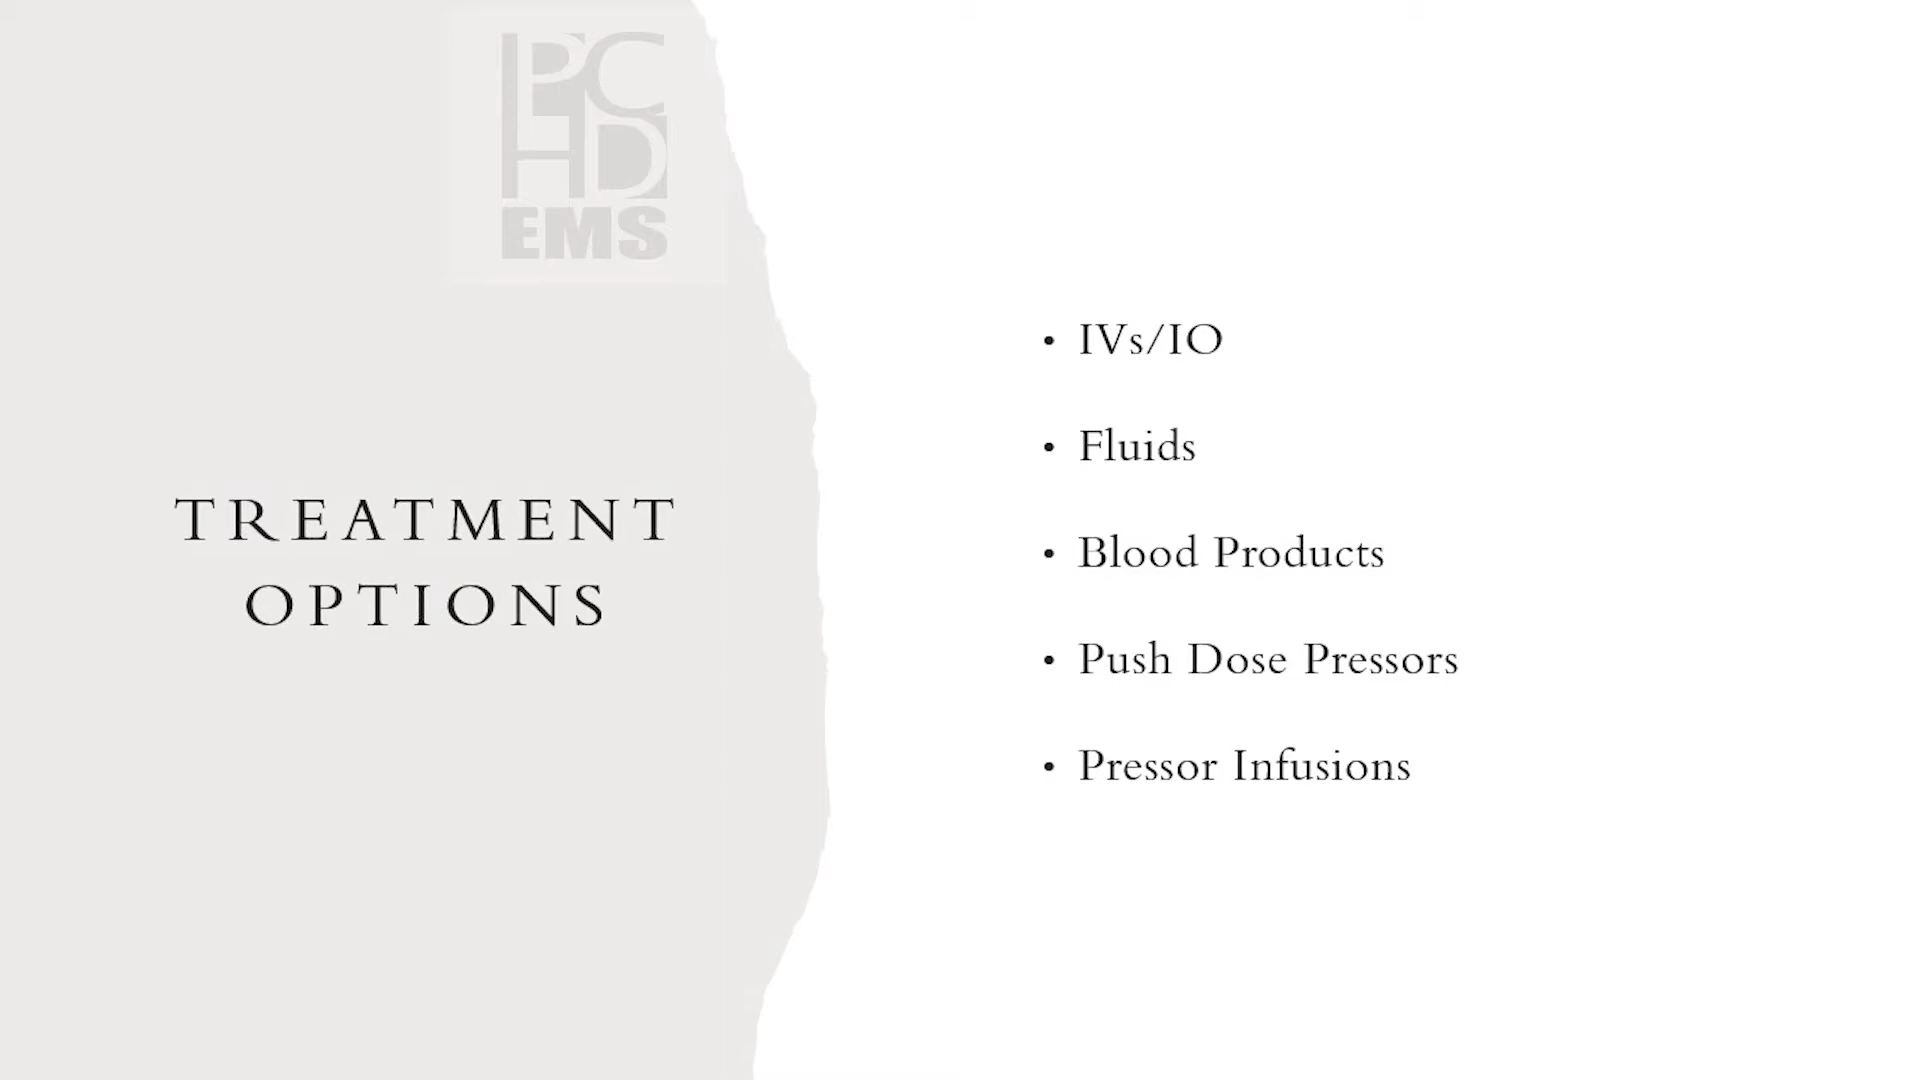 PC
HD
EMS
TREATMENT
OPTIONS
• IVs/IO
• Fluids
• Blood Products
• Push Dose Pressors
• Pressor Infusions